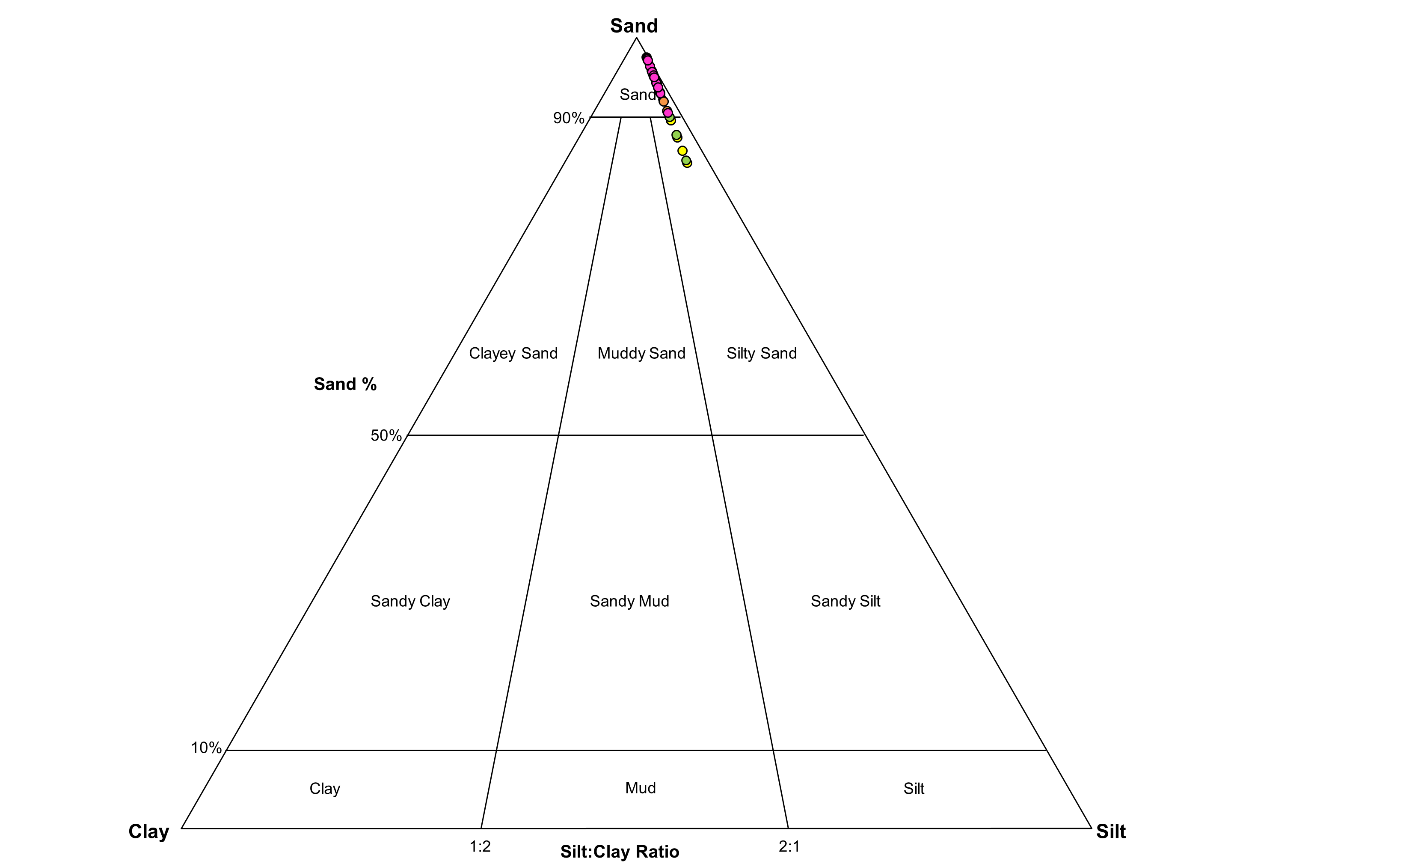 Sand
Sand
90%
Clayey Sand
Muddy Sand
Silty Sand
Sand %
50%
Sandy Clay
Sandy Mud
Sandy Silt
10%
Clay
Mud
Silt
Clay
Silt
1:2
2:1
Silt:Clay Ratio